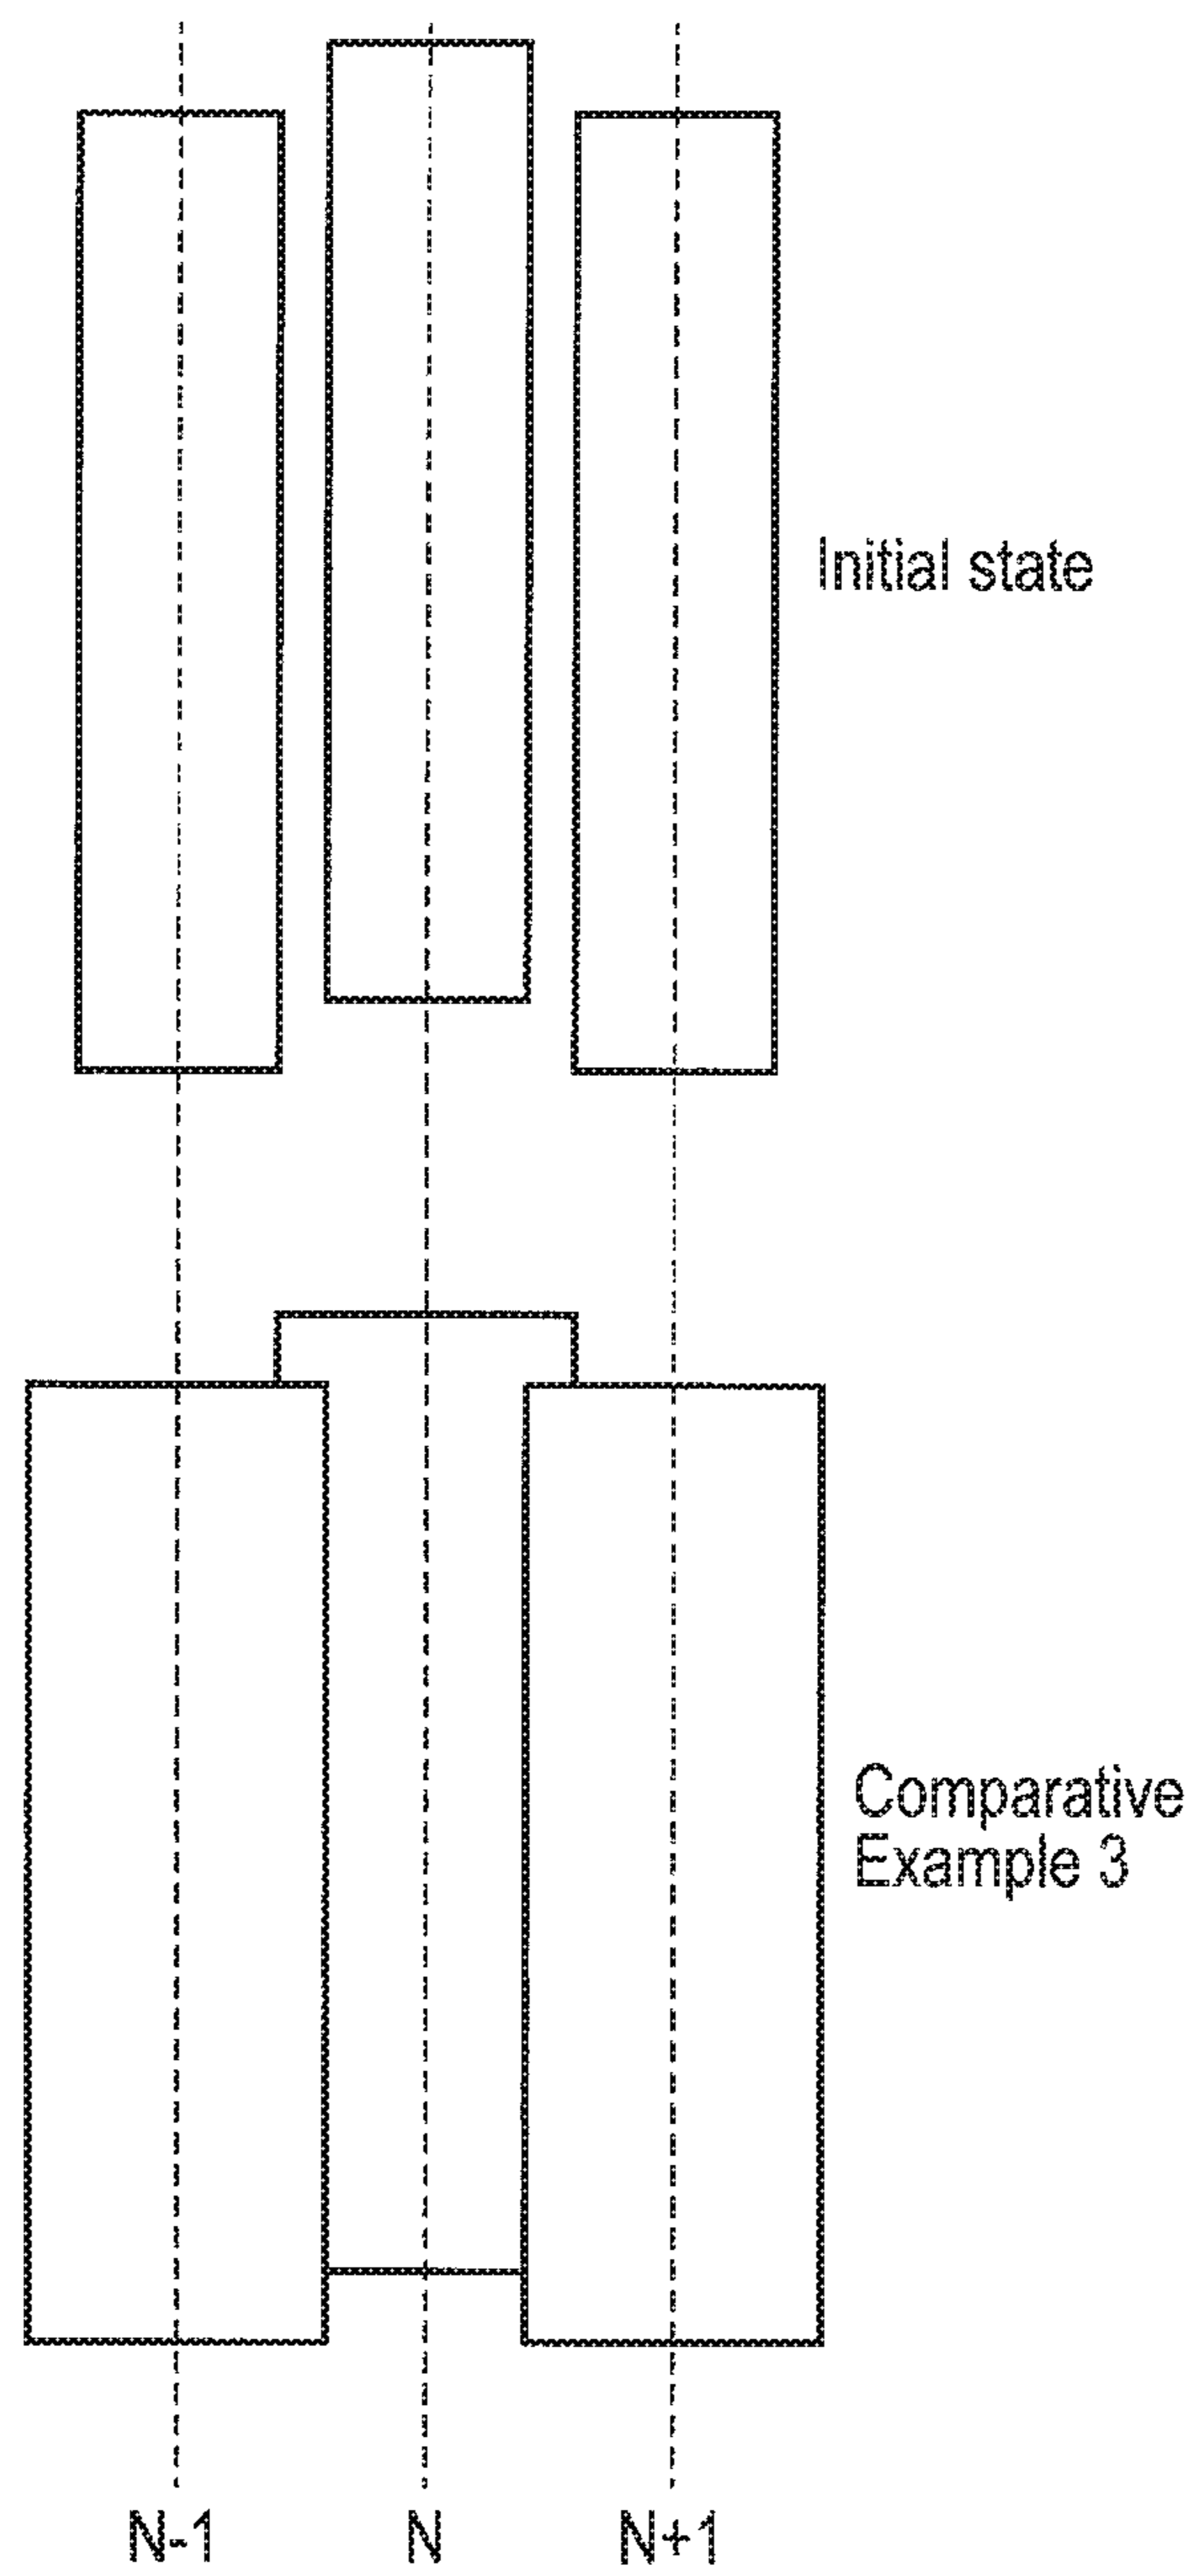 Initial state
Comparative
Example 3
N-1 N N+1